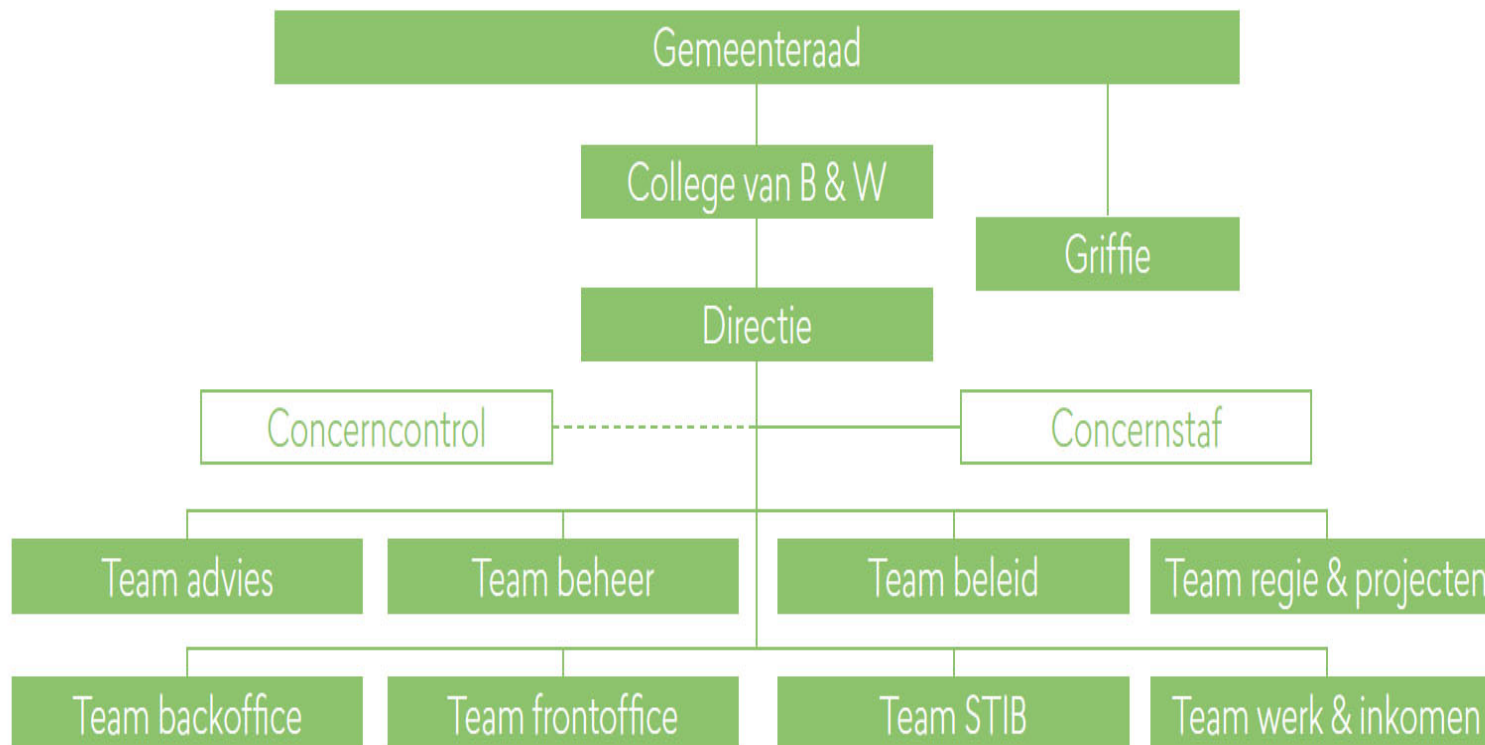 Gemeenteraad
College van B & W
Griffie
Directie
Concerncontrol
Concernstaf
Team advies
Team beheer
Team beleid
Team regie & projecten
Team backoffice
Team frontoffice
Team STIB
Team werk & inkomen